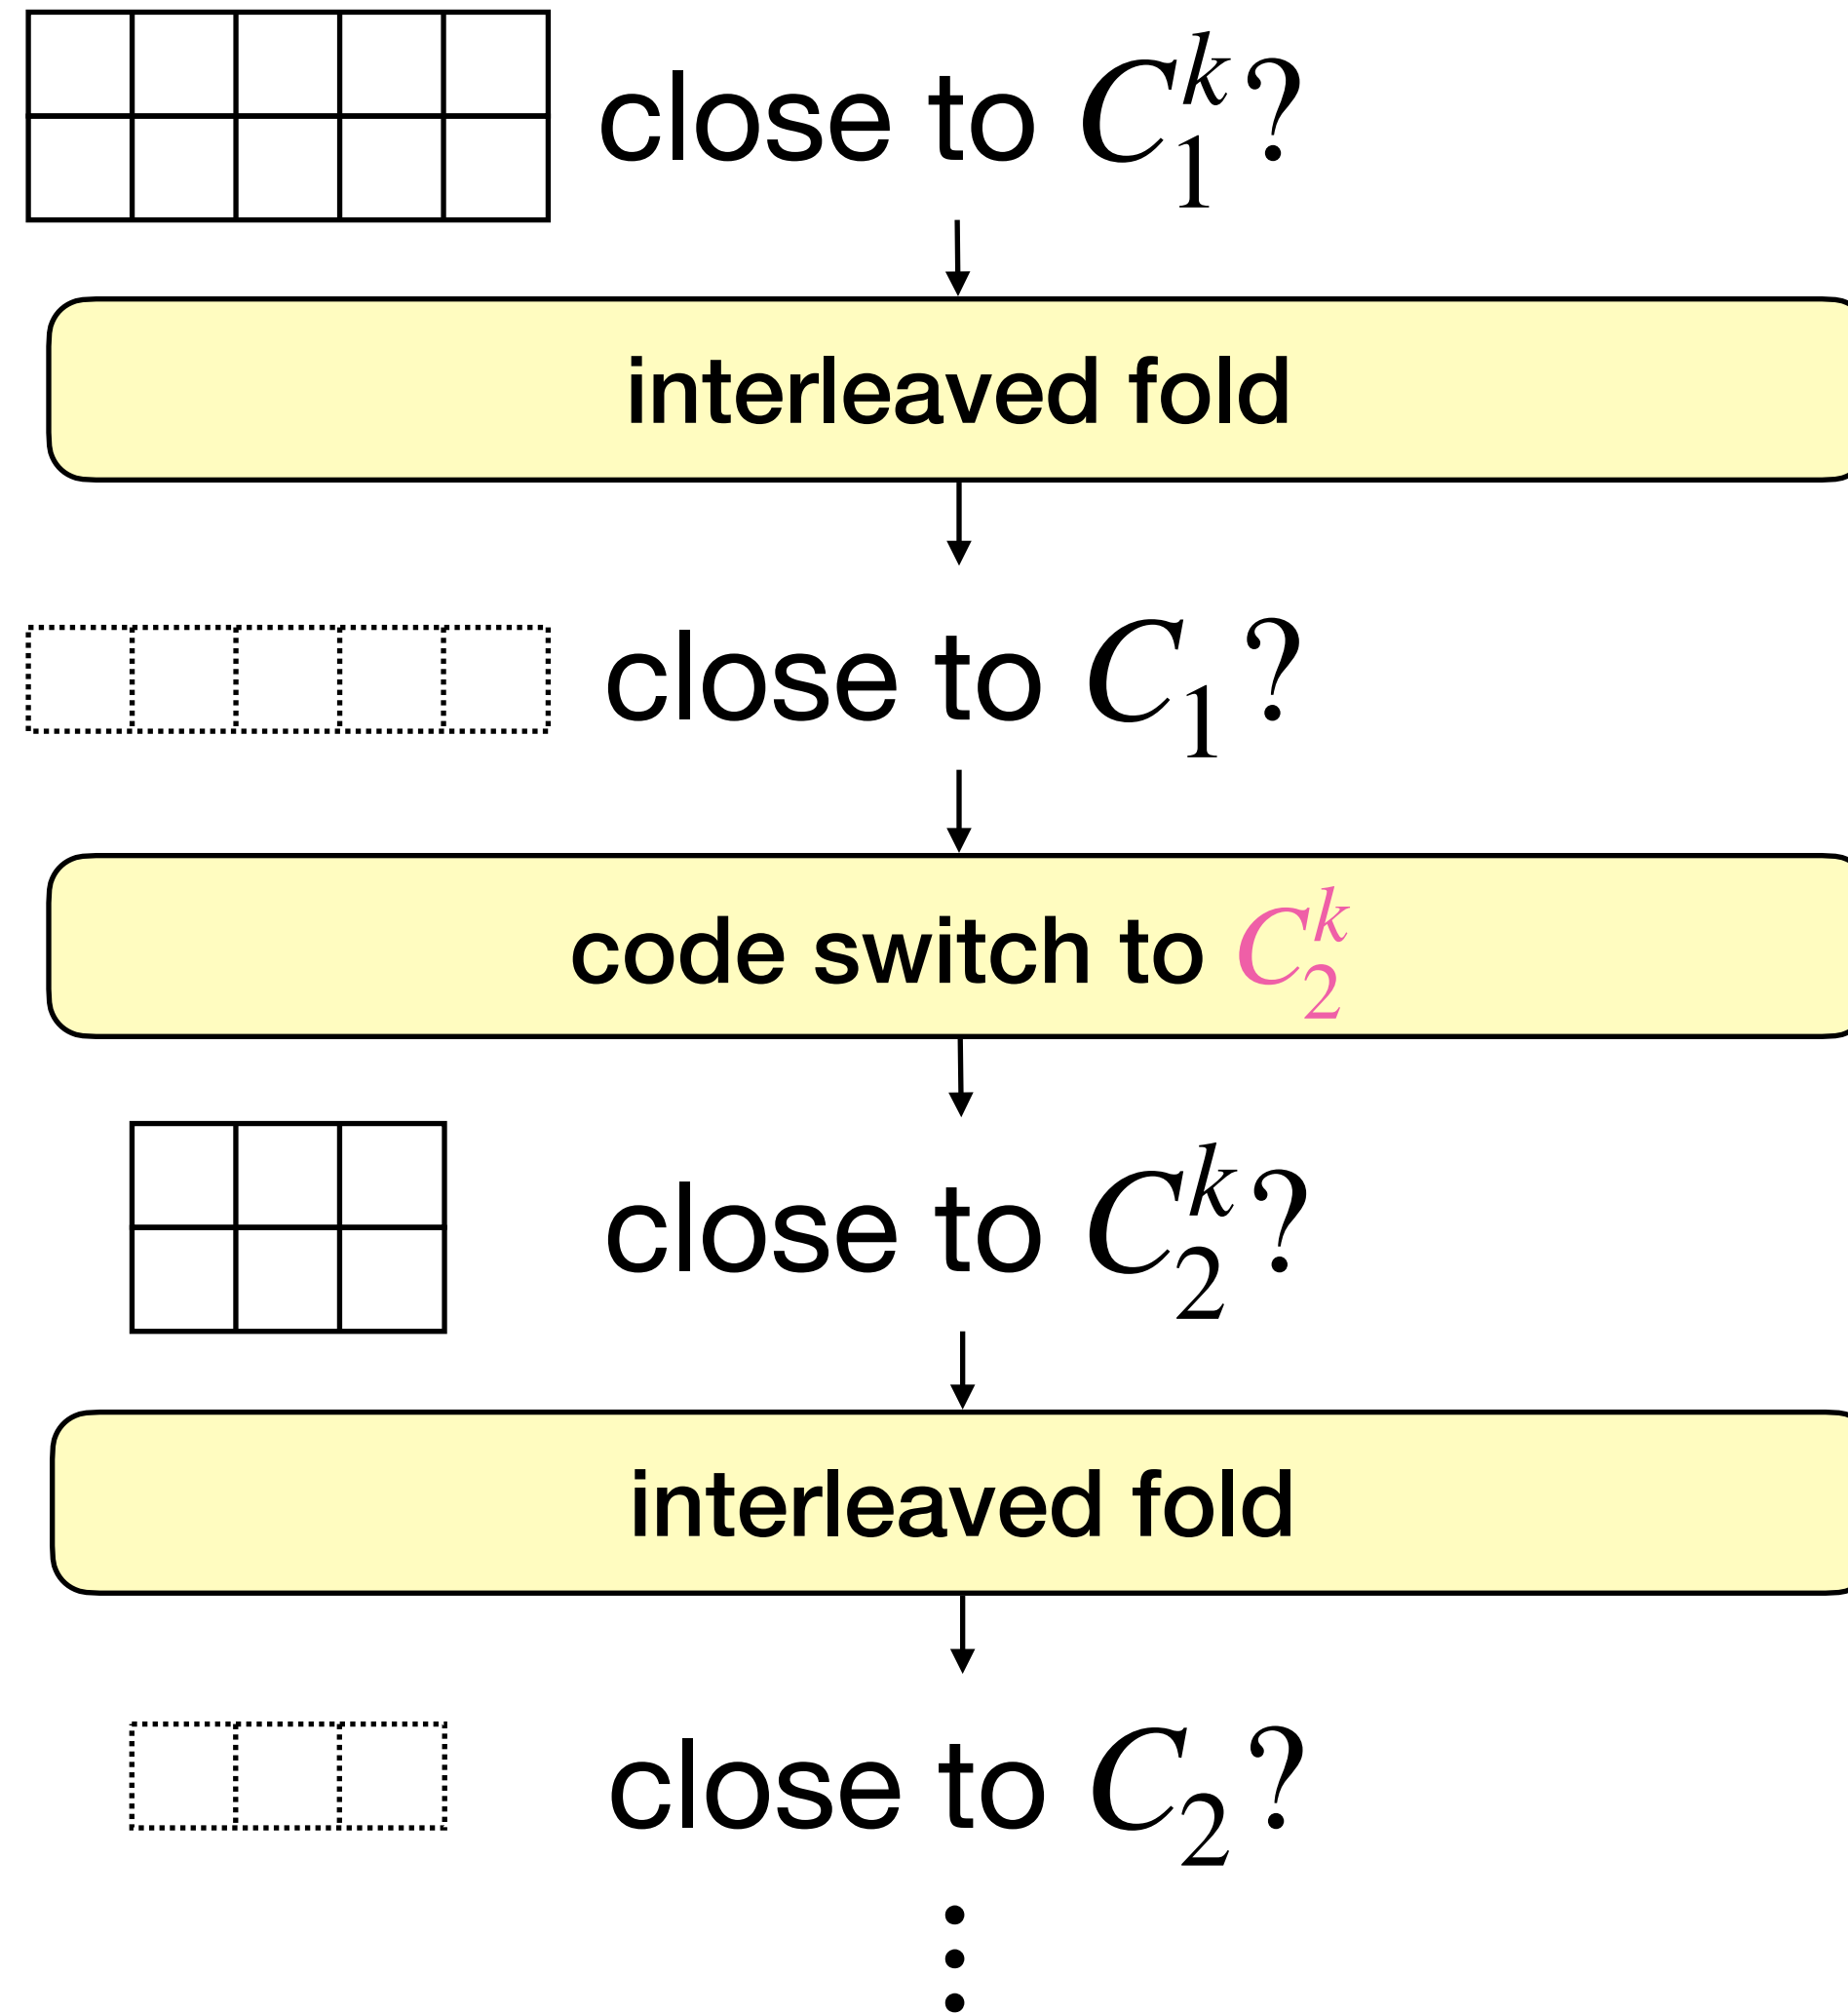 close to $C_1^k$?
interleaved fold
close to $C_1$?
code switch to $C_2^k$
close to $C_2^k$?
interleaved fold
close to $C_2$?
⋮